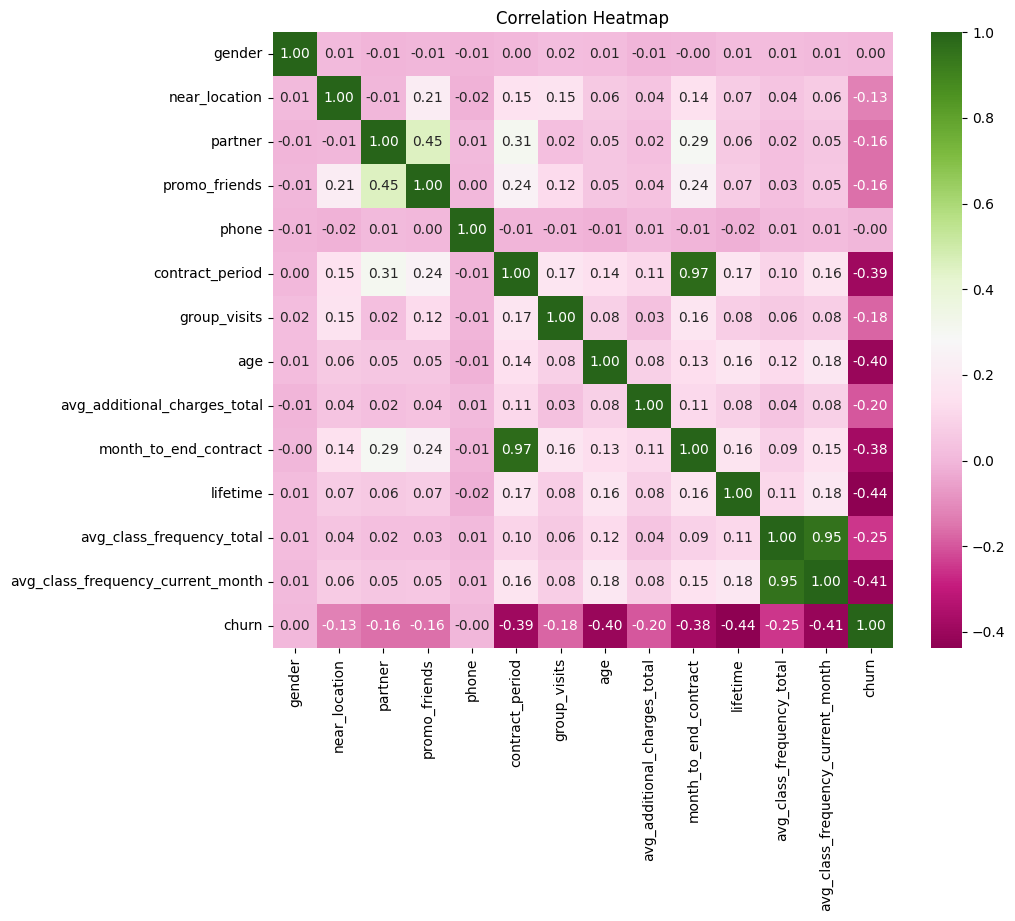 Correlation Heatmap
gender 1.00 0.01 -0.01 -0.01 -0.01 0.00 0.02 0.01 -0.01 -0.00 0.01 0.01 0.01 0.00
near_location 0.01 1.00 -0.01 0.21 -0.02 0.15 0.15 0.06 0.04 0.14 0.07 0.04 0.06 -0.13
partner -0.01 -0.01 1.00 0.45 0.01 0.31 0.02 0.05 0.02 0.29 0.06 0.02 0.05 -0.16
promo_friends -0.01 0.21 0.45 1.00 0.00 0.24 0.12 0.05 0.04 0.24 0.07 0.03 0.05 -0.16
phone -0.01 -0.02 0.01 0.00 1.00 -0.01 -0.01 -0.01 0.01 -0.01 -0.02 0.01 0.01 -0.00
contract_period 0.00 0.15 0.31 0.24 -0.01 1.00 0.17 0.14 0.11 0.97 0.17 0.10 0.16 -0.39
group_visits 0.02 0.15 0.02 0.12 -0.01 0.17 1.00 0.08 0.03 0.16 0.08 0.06 0.08 -0.18
age 0.01 0.06 0.05 0.05 -0.01 0.14 0.08 1.00 0.08 0.13 0.16 0.12 0.18 -0.40
avg_additional_charges_total -0.01 0.04 0.02 0.04 0.01 0.11 0.03 0.08 1.00 0.11 0.08 0.04 0.08 -0.20
month_to_end_contract -0.00 0.14 0.29 0.24 -0.01 0.97 0.16 0.13 0.11 1.00 0.16 0.09 0.15 -0.38
lifetime 0.01 0.07 0.06 0.07 -0.02 0.17 0.08 0.16 0.08 0.16 1.00 0.11 0.18 -0.44
avg_class_frequency_total 0.01 0.04 0.02 0.03 0.01 0.10 0.06 0.12 0.04 0.09 0.11 1.00 0.95 -0.25
avg_class_frequency_current_month 0.01 0.06 0.05 0.05 0.01 0.16 0.08 0.18 0.08 0.15 0.18 0.95 1.00 -0.41
churn 0.00 -0.13 -0.16 -0.16 -0.00 -0.39 -0.18 -0.40 -0.20 -0.38 -0.44 -0.25 -0.41 1.00
gender
near_location
partner
promo_friends
phone
contract_period
group_visits
age
avg_additional_charges_total
month_to_end_contract
lifetime
avg_class_frequency_total
avg_class_frequency_current_month
churn
1.0
0.8
0.6
0.4
0.2
0.0
−0.2
−0.4